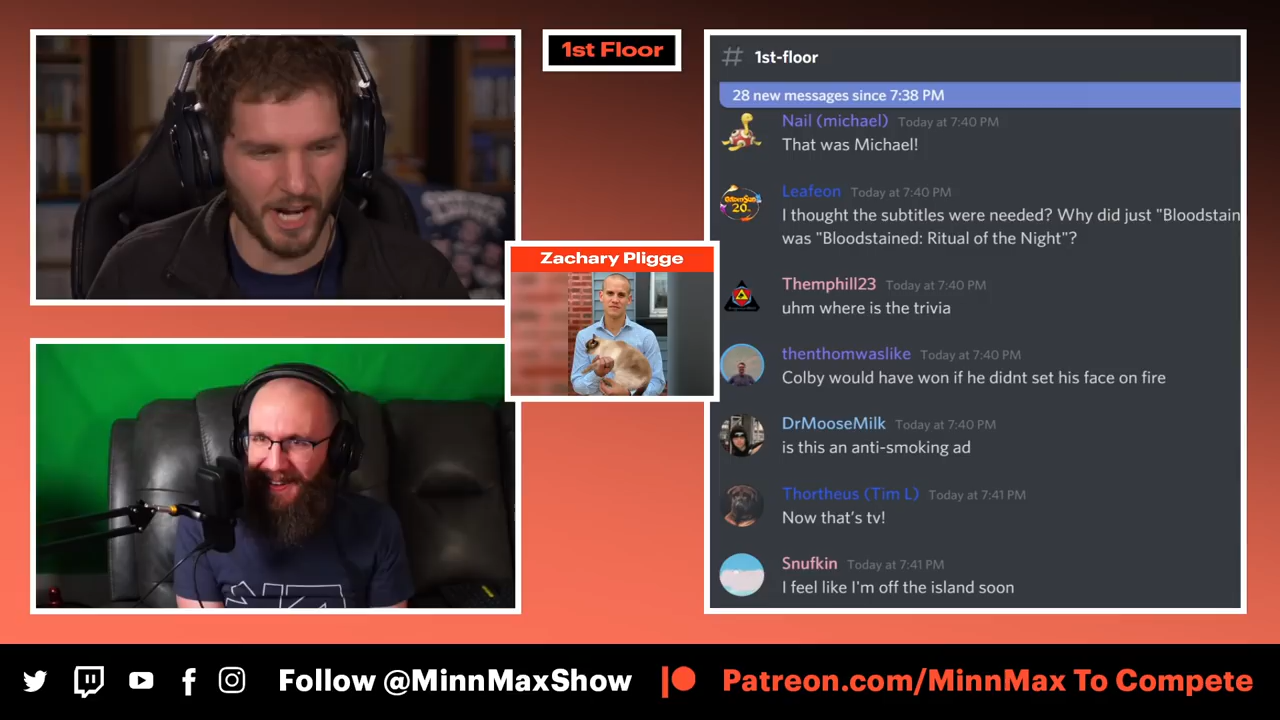 1st Floor
# 1st-floor
28 new messages since 7:38 PM
Nail (michael) Today at 7:40 PM
That was Michael!
Leafeon Today at 7:40 PM
I thought the subtitles were needed? Why did just "Bloodstain
was "Bloodstained: Ritual of the Night"?
Themphill23 Today at 7:40 PM
uhm where is the trivia
thenthomwaslike Today at 7:40 PM
Colby would have won if he didnt set his face on fire
DrMooseMilk Today at 7:40 PM
is this an anti-smoking ad
Thortheus (Tim L) Today at 7:41 PM
Now that's tv!
Snufkin Today at 7:41 PM
I feel like I'm off the island soon
Zachary Pligge
Follow @MinnMaxShow
Patreon.com/MinnMax To Compete